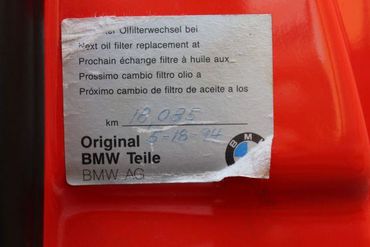 Ölfilterwechsel bei
Next oil filter replacement at
Prochain échange filtre à huile aux
Prossimo cambio filtro olio a
Próximo cambio de filtro de aceite a los
km 18,035
5-18-94
Original
BMW Teile
BMW AG